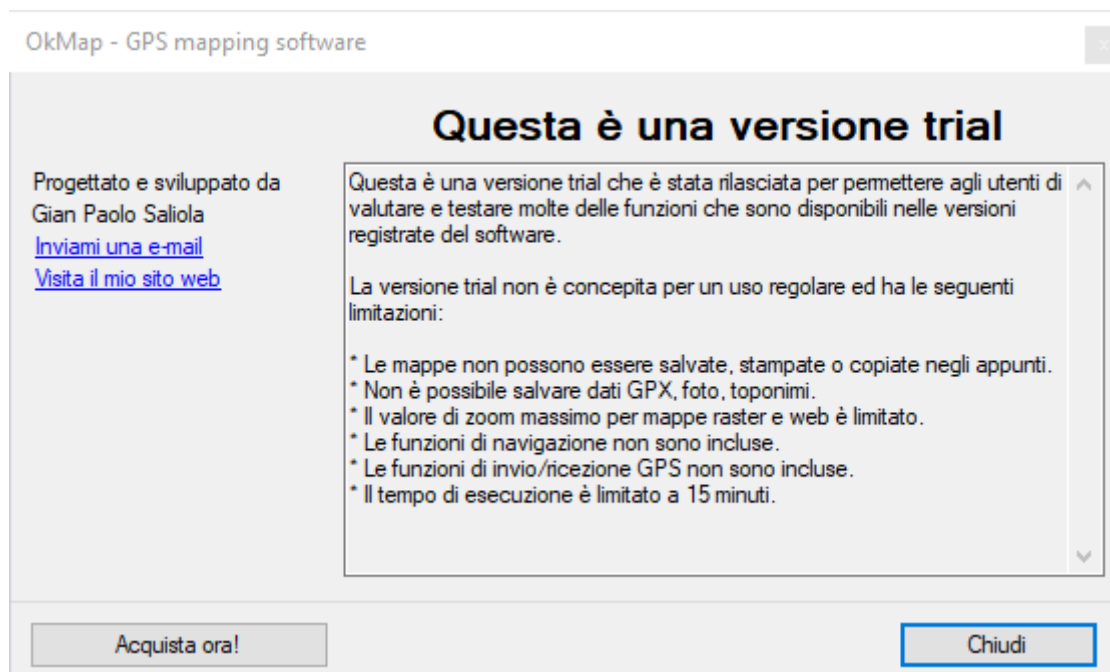 OkMap - GPS mapping software
Questa è una versione trial
Progettato e sviluppato da
Gian Paolo Saliola
Inviami una e-mail
Visita il mio sito web
Questa è una versione trial che è stata rilasciata per permettere agli utenti di
valutare e testare molte delle funzioni che sono disponibili nelle versioni
registrate del software.
La versione trial non è concepita per un uso regolare ed ha le seguenti
limitazioni:
* Le mappe non possono essere salvate, stampate o copiate negli appunti.
* Non è possibile salvare dati GPX, foto, toponimi.
* Il valore di zoom massimo per mappe raster e web è limitato.
* Le funzioni di navigazione non sono incluse.
* Le funzioni di invio/ricezione GPS non sono incluse.
* Il tempo di esecuzione è limitato a 15 minuti.
Acquista ora!
Chiudi